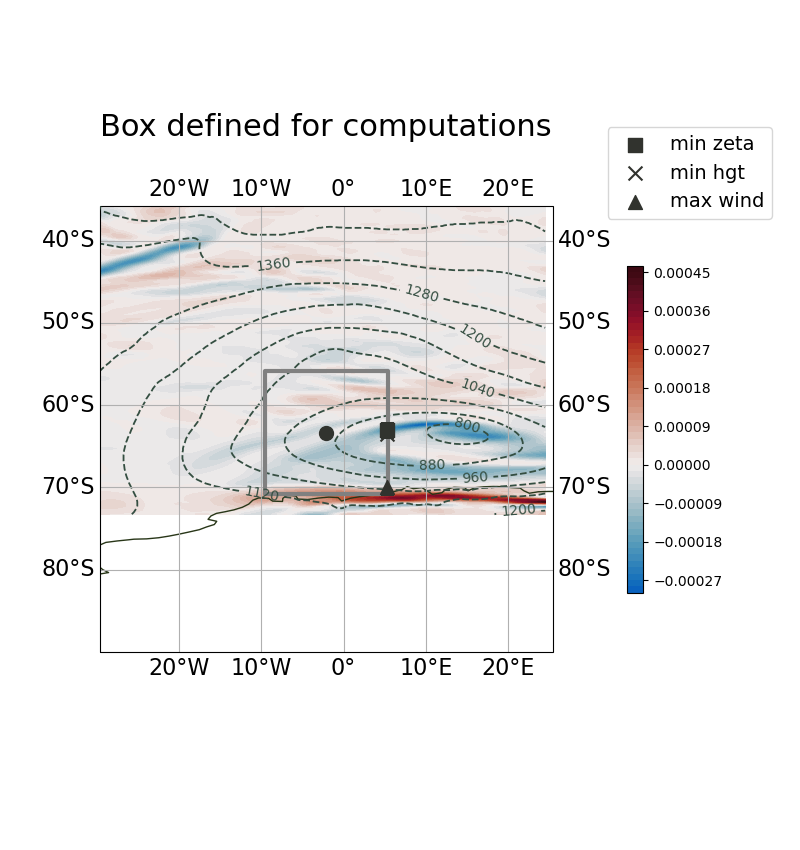 Box defined for computations
min zeta
min hgt
max wind
20°W 10°W 0° 10°E 20°E
40°S 40°S
50°S 50°S
60°S 60°S
70°S 70°S
80°S 80°S
1360
1280
1200
1040
800
880
960
1120
1200
20°W 10°W 0° 10°E 20°E
0.00045
0.00036
0.00027
0.00018
0.00009
0.00000
−0.00009
−0.00018
−0.00027